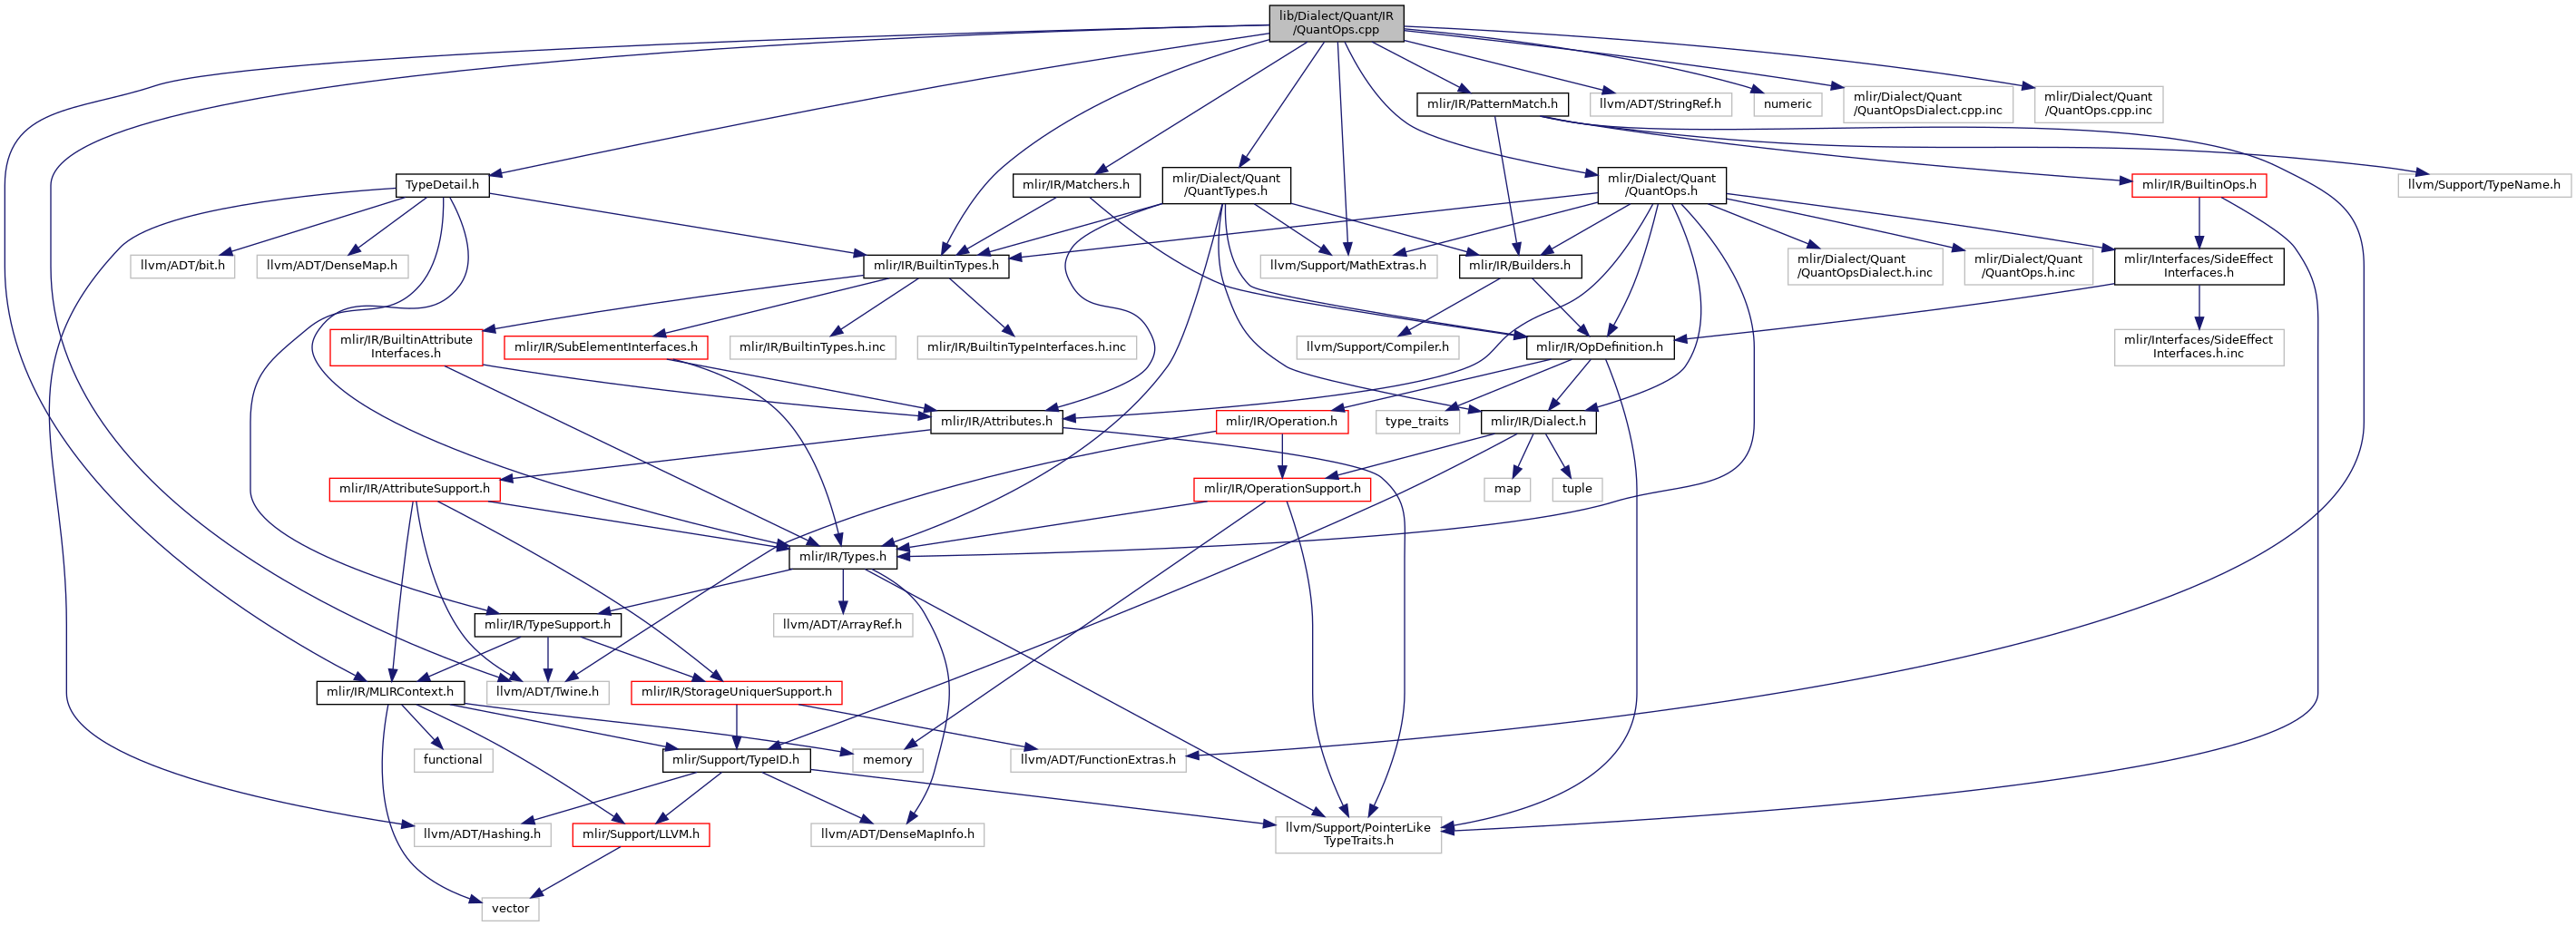 lib/Dialect/Quant/IR
/QuantOps.cpp
mlir/IR/PatternMatch.h
llvm/ADT/StringRef.h
numeric
mlir/Dialect/Quant
/QuantOpsDialect.cpp.inc
mlir/Dialect/Quant
/QuantOps.cpp.inc
TypeDetail.h
mlir/IR/Matchers.h
mlir/Dialect/Quant
/QuantTypes.h
mlir/Dialect/Quant
/QuantOps.h
mlir/IR/BuiltinOps.h
llvm/Support/TypeName.h
llvm/ADT/bit.h
llvm/ADT/DenseMap.h
mlir/IR/BuiltinTypes.h
llvm/Support/MathExtras.h
mlir/IR/Builders.h
mlir/Dialect/Quant
/QuantOpsDialect.h.inc
mlir/Dialect/Quant
/QuantOps.h.inc
mlir/Interfaces/SideEffect
Interfaces.h
mlir/IR/BuiltinAttribute
Interfaces.h
mlir/IR/SubElementInterfaces.h
mlir/IR/BuiltinTypes.h.inc
mlir/IR/BuiltinTypeInterfaces.h.inc
llvm/Support/Compiler.h
mlir/IR/OpDefinition.h
mlir/Interfaces/SideEffect
Interfaces.h.inc
mlir/IR/Attributes.h
mlir/IR/Operation.h
type_traits
mlir/IR/Dialect.h
mlir/IR/AttributeSupport.h
mlir/IR/OperationSupport.h
map
tuple
mlir/IR/Types.h
mlir/IR/TypeSupport.h
llvm/ADT/ArrayRef.h
mlir/IR/MLIRContext.h
llvm/ADT/Twine.h
mlir/IR/StorageUniquerSupport.h
functional
mlir/Support/TypeID.h
memory
llvm/ADT/FunctionExtras.h
llvm/ADT/Hashing.h
mlir/Support/LLVM.h
llvm/ADT/DenseMapInfo.h
llvm/Support/PointerLike
TypeTraits.h
vector